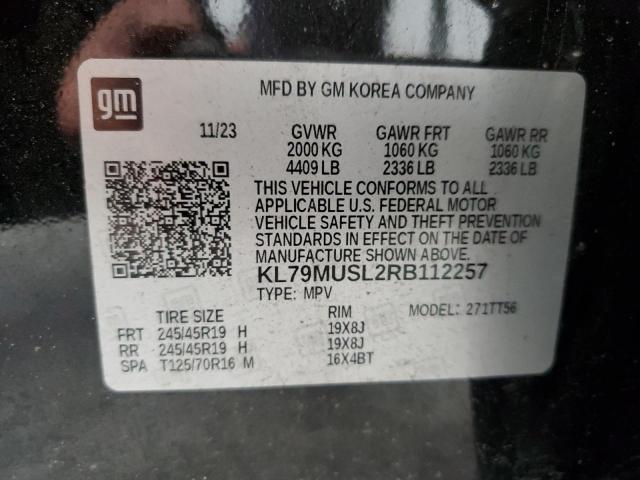 gm
MFD BY GM KOREA COMPANY
11/23 GVWR GAWR FRT GAWR RR
2000 KG 1060 KG 1060 KG
4409 LB 2336 LB 2336 LB
THIS VEHICLE CONFORMS TO ALL
APPLICABLE U.S. FEDERAL MOTOR
VEHICLE SAFETY AND THEFT PREVENTION
STANDARDS IN EFFECT ON THE DATE OF
MANUFACTURE SHOWN ABOVE.
KL79MUSL2RB112257
TYPE: MPV
MODEL: 271TT56
TIRE SIZE RIM
FRT 245/45R19 H 19X8J
RR 245/45R19 H 19X8J
SPA T125/70R16 M 16X4BT